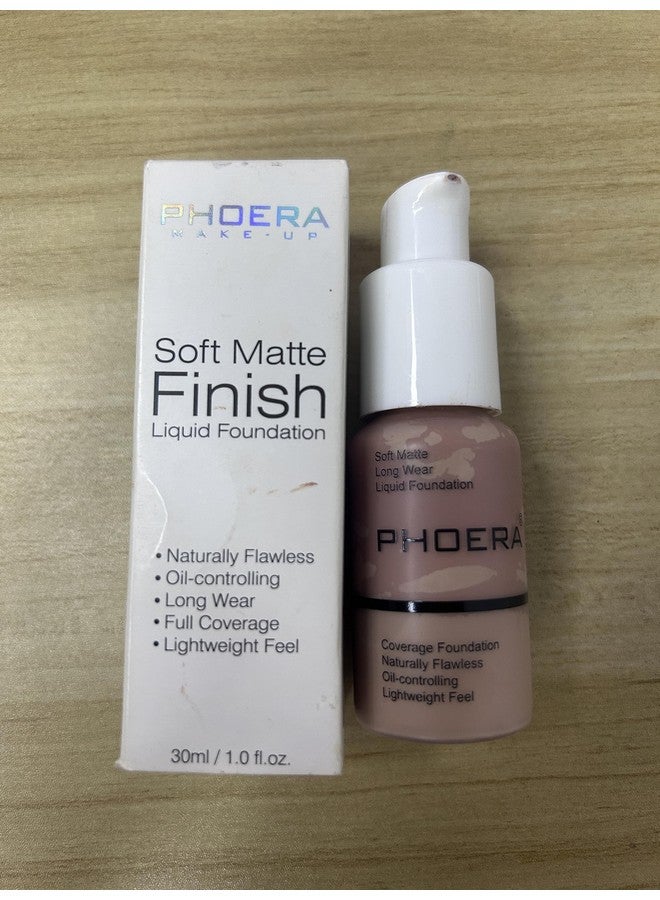 PHOERA
MAKE-UP
Soft Matte
Finish
Liquid Foundation
• Naturally Flawless
• Oil-controlling
• Long Wear
• Full Coverage
• Lightweight Feel
30ml / 1.0 fl.oz.
Soft Matte
Long Wear
Liquid Foundation
PHOERA®
Coverage Foundation
Naturally Flawless
Oil-controlling
Lightweight Feel